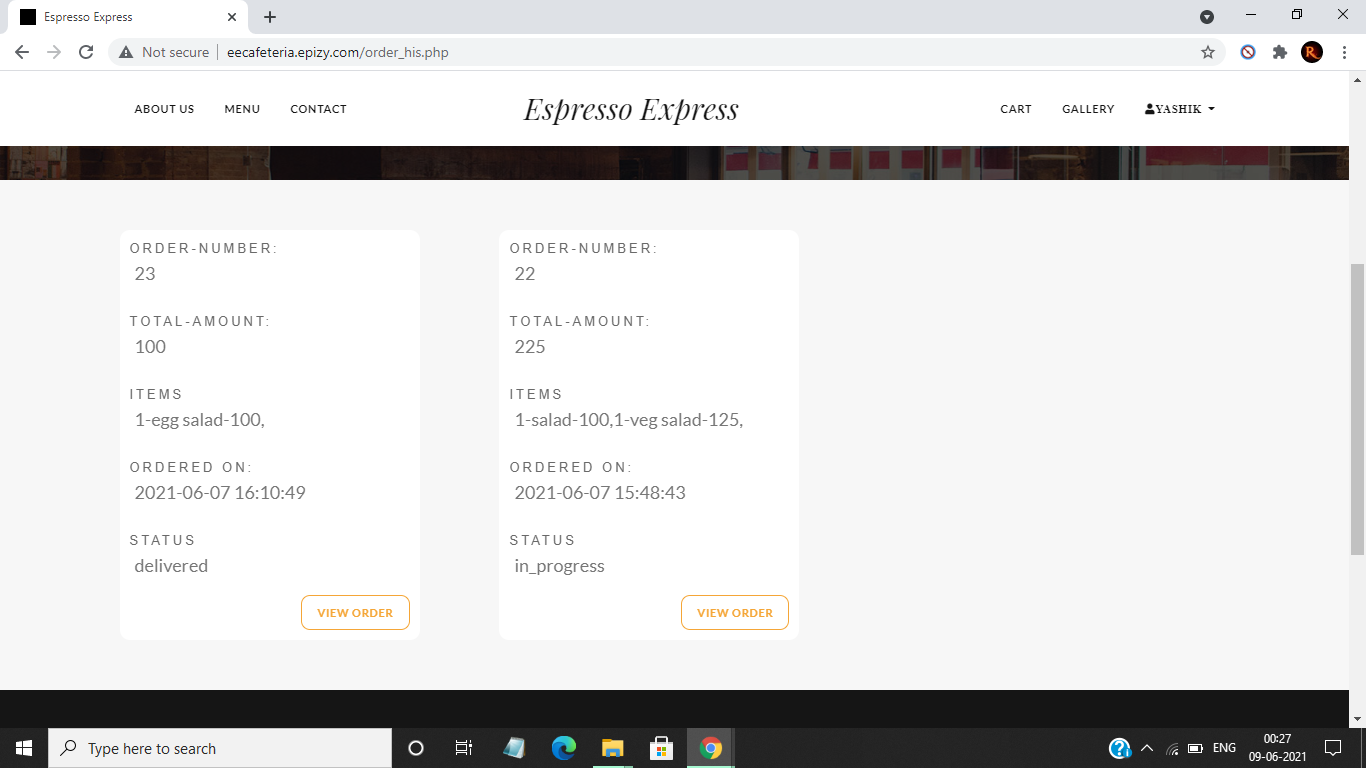 Espresso Express
Not secure
eecafeteria.epizy.com/order_his.php
ABOUT US
MENU
CONTACT
Espresso Express
CART
GALLERY
YASHIK
ORDER-NUMBER:
23
TOTAL-AMOUNT:
100
ITEMS
1-egg salad-100,
ORDERED ON:
2021-06-07 16:10:49
STATUS
delivered
VIEW ORDER
ORDER-NUMBER:
22
TOTAL-AMOUNT:
225
ITEMS
1-salad-100,1-veg salad-125,
ORDERED ON:
2021-06-07 15:48:43
STATUS
in_progress
VIEW ORDER
Type here to search
ENG
00:27
09-06-2021